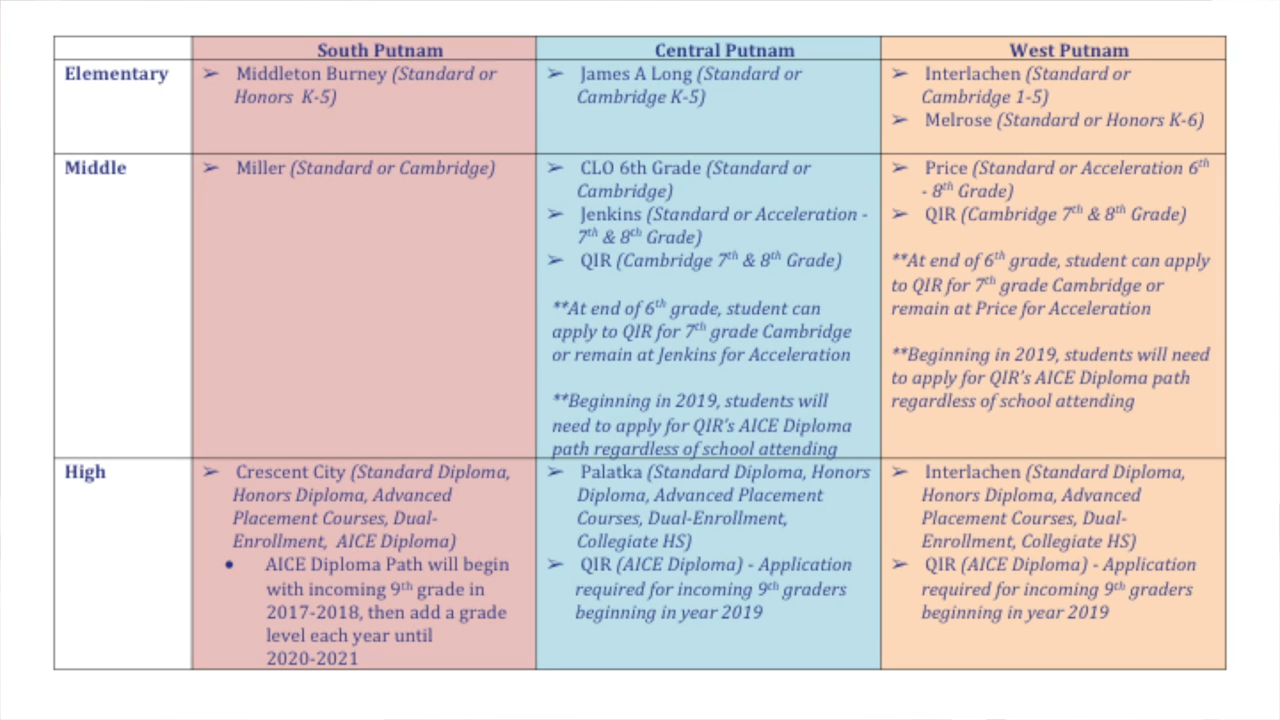 South Putnam
Central Putnam
West Putnam
Elementary
➢ Middleton Burney (Standard or
Honors K-5)
➢ James A Long (Standard or
Cambridge K-5)
➢ Interlachen (Standard or
Cambridge 1-5)
➢ Melrose (Standard or Honors K-6)
Middle
➢ Miller (Standard or Cambridge)
➢ CLO 6th Grade (Standard or
Cambridge)
➢ Jenkins (Standard or Acceleration -
7th & 8th Grade)
➢ QIR (Cambridge 7th & 8th Grade)
**At end of 6th grade, student can
apply to QIR for 7th grade Cambridge
or remain at Jenkins for Acceleration
**Beginning in 2019, students will
need to apply for QIR's AICE Diploma
path regardless of school attending
➢ Price (Standard or Acceleration 6th
- 8th Grade)
➢ QIR (Cambridge 7th & 8th Grade)
**At end of 6th grade, student can apply
to QIR for 7th grade Cambridge or
remain at Price for Acceleration
**Beginning in 2019, students will need
to apply for QIR's AICE Diploma path
regardless of school attending
High
➢ Crescent City (Standard Diploma,
Honors Diploma, Advanced
Placement Courses, Dual-
Enrollment, AICE Diploma)
• AICE Diploma Path will begin
with incoming 9th grade in
2017-2018, then add a grade
level each year until
2020-2021
➢ Palatka (Standard Diploma, Honors
Diploma, Advanced Placement
Courses, Dual-Enrollment,
Collegiate HS)
➢ QIR (AICE Diploma) - Application
required for incoming 9th graders
beginning in year 2019
➢ Interlachen (Standard Diploma,
Honors Diploma, Advanced
Placement Courses, Dual-
Enrollment, Collegiate HS)
➢ QIR (AICE Diploma) - Application
required for incoming 9th graders
beginning in year 2019